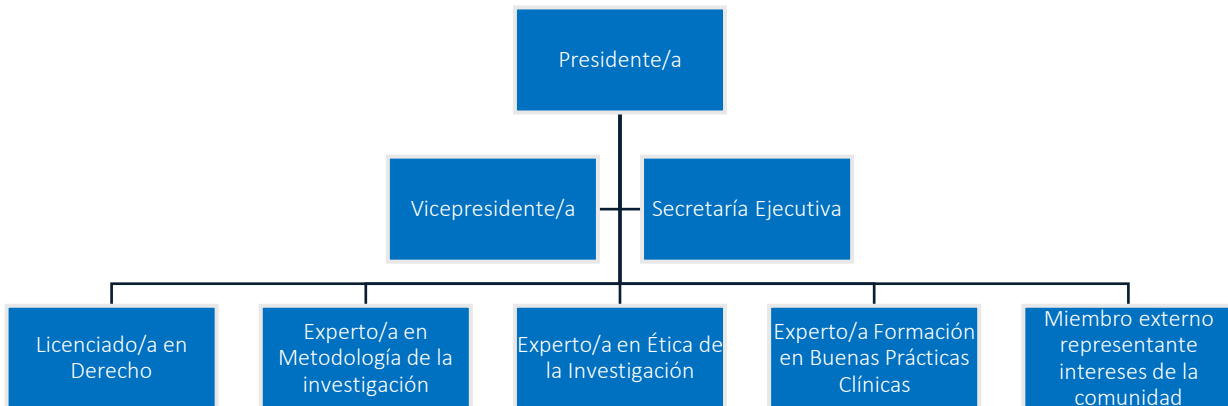 Presidente/a
Vicepresidente/a
Secretaría Ejecutiva
Licenciado/a en
Derecho
Experto/a en
Metodología de la
investigación
Experto/a en Ética de
la Investigación
Experto/a Formación
en Buenas Prácticas
Clínicas
Miembro externo
representante
intereses de la
comunidad